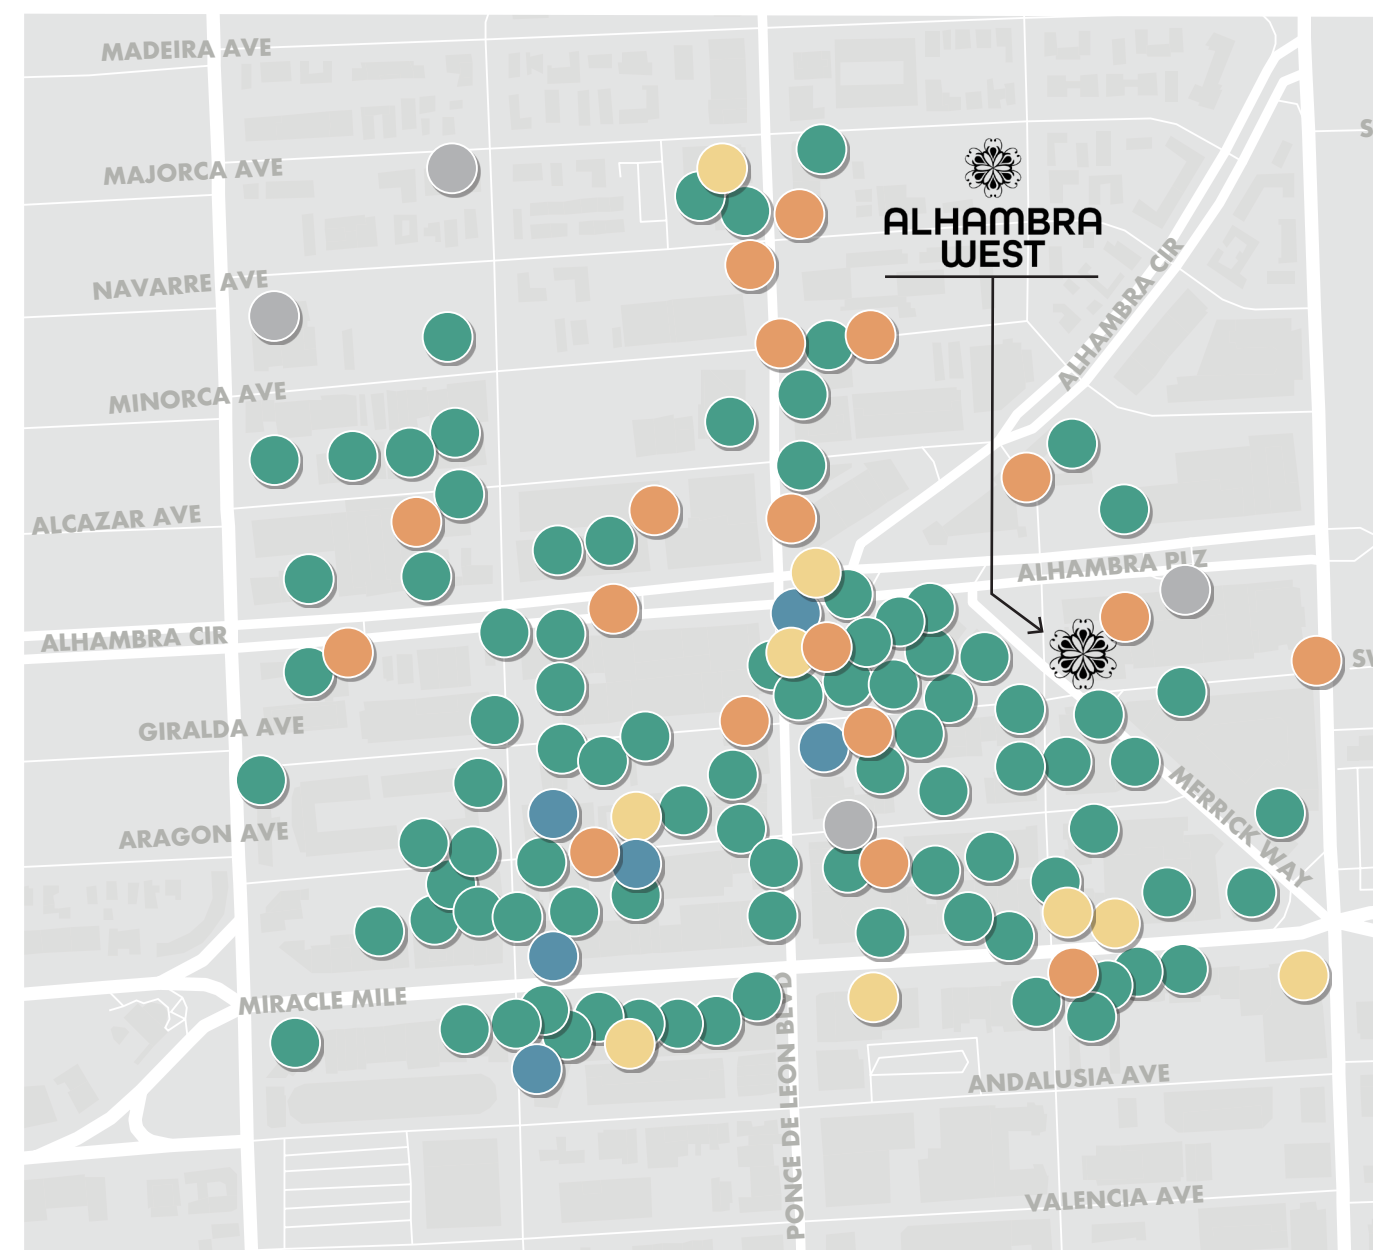 MADEIRA AVE
S
MAJORCA AVE
ALHAMBRA
WEST
NAVARRE AVE
ALHAMBRA CIR
MINORCA AVE
ALCAZAR AVE
ALHAMBRA PLZ
ALHAMBRA CIR
SW
GIRALDA AVE
MERRICK WAY
ARAGON AVE
MIRACLE MILE
PONCE DE LEON BLVD
ANDALUSIA AVE
VALENCIA AVE